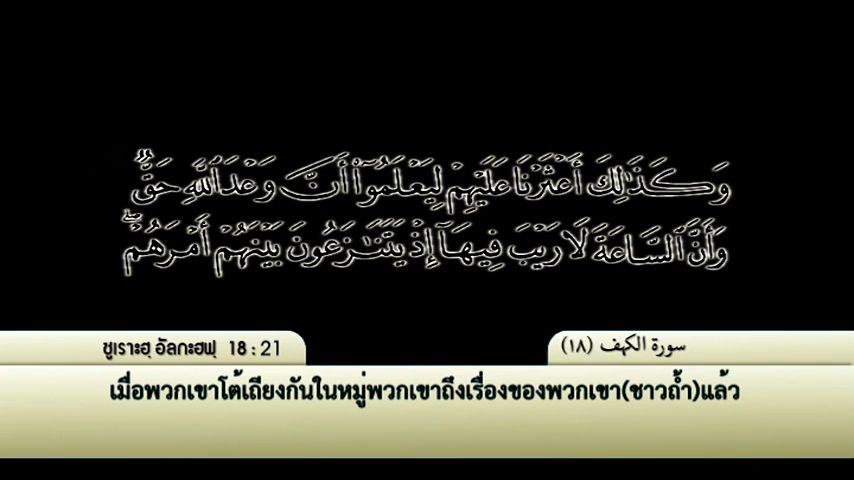 وَكَذَٰلِكَ أَعْثَرْنَا عَلَيْهِمْ لِيَعْلَمُوٓا۟ أَنَّ وَعْدَ ٱللَّهِ حَقٌّ
وَأَنَّ ٱلسَّاعَةَ لَا رَيْبَ فِيهَآ إِذْ يَتَنَـٰزَعُونَ بَيْنَهُمْ أَمْرَهُمْ ۖ
ซูเราะฮฺ อัลกะฮฟฺ 18 : 21
سورة الكهف (١٨)
เมื่อพวกเขาโต้เถียงกันในหมู่พวกเขาถึงเรื่องของพวกเขา(ชาวถ้ำ)แล้ว